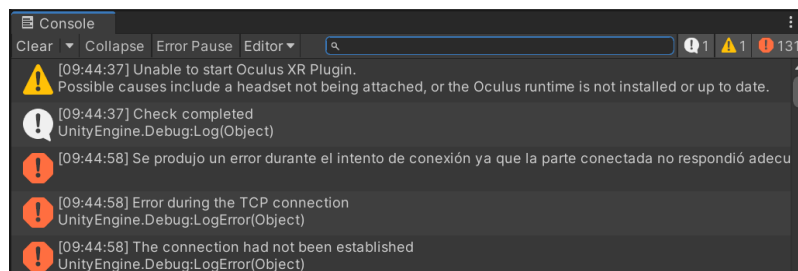 Console
Clear Collapse Error Pause Editor 1 1 131
[09:44:37] Unable to start Oculus XR Plugin.
Possible causes include a headset not being attached, or the Oculus runtime is not installed or up to date.
[09:44:37] Check completed
UnityEngine.Debug:Log(Object)
[09:44:58] Se produjo un error durante el intento de conexión ya que la parte conectada no respondió adecu
[09:44:58] Error during the TCP connection
UnityEngine.Debug:LogError(Object)
[09:44:58] The connection had not been established
UnityEngine.Debug:LogError(Object)